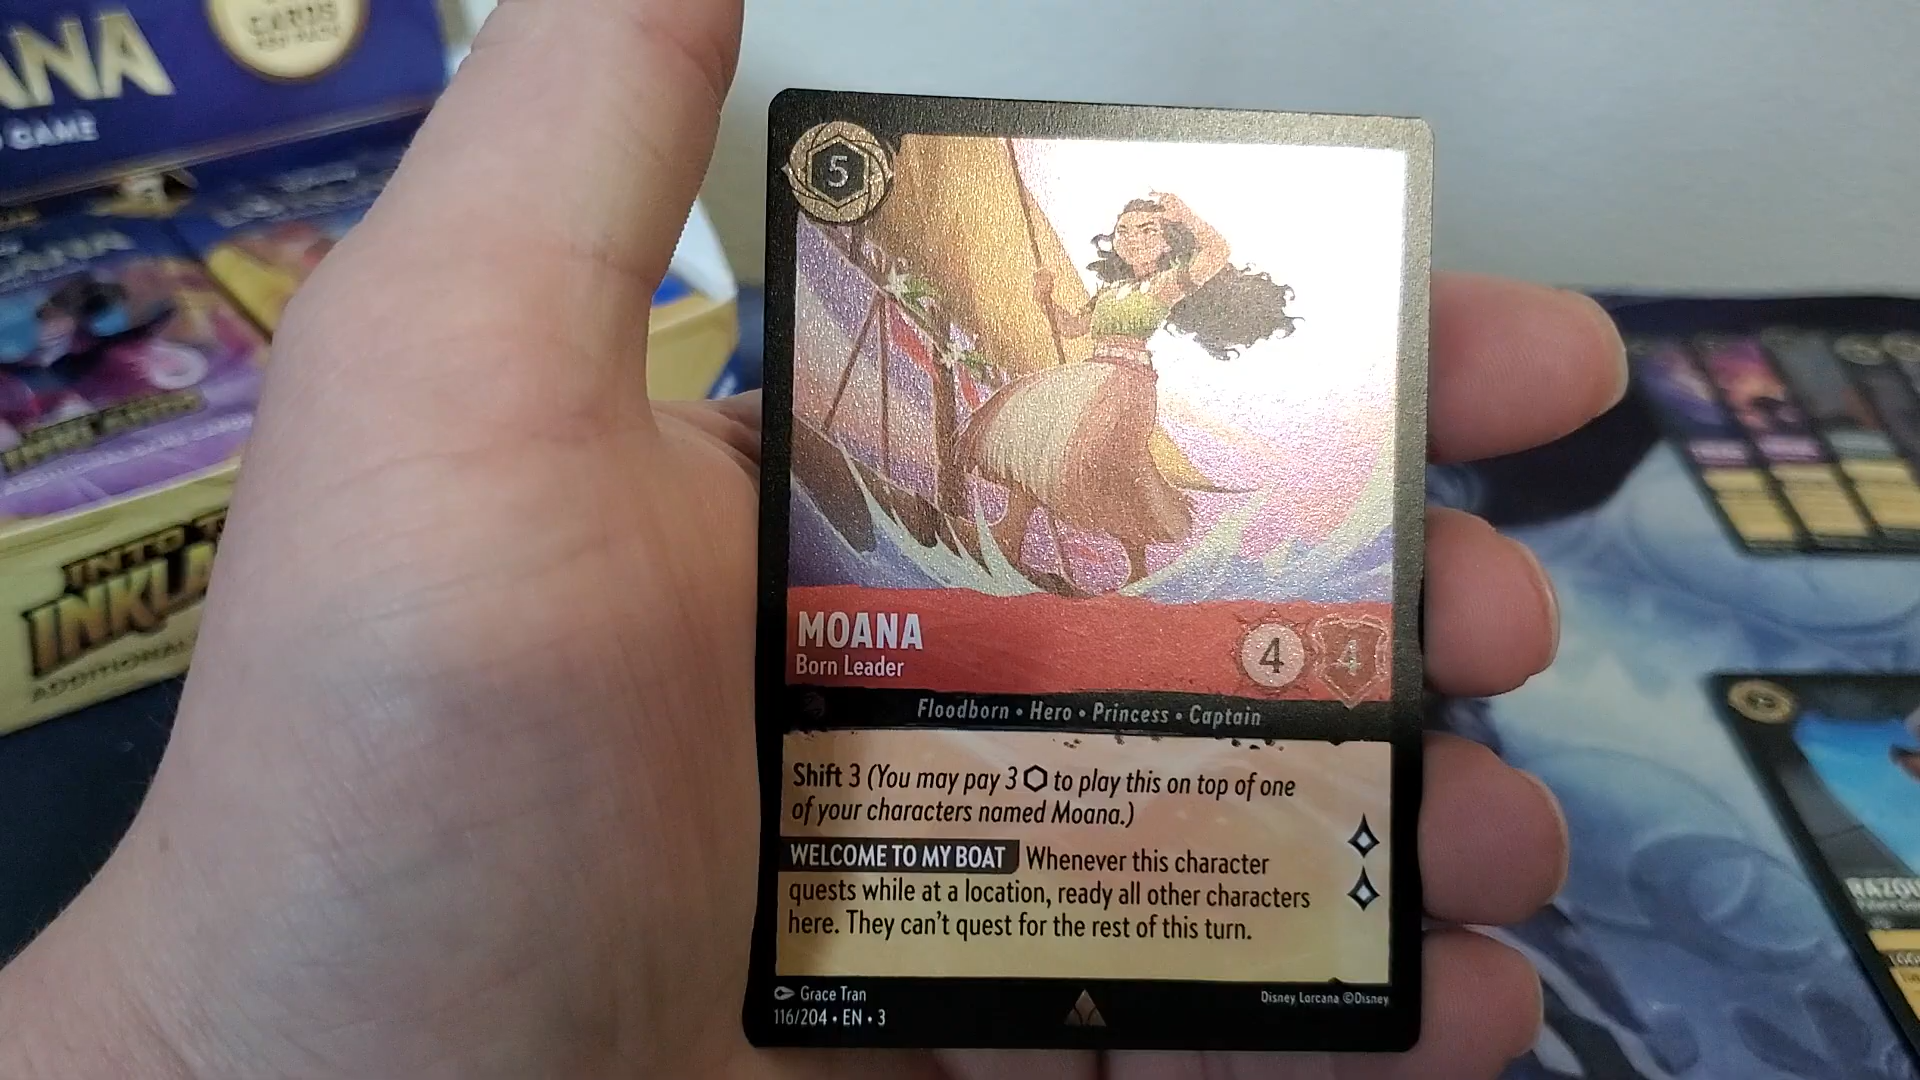 CARDS
ANA
GAME
INTO
INKLA
ADDITIONAL
5
MOANA
Born Leader
4 4
Floodborn • Hero • Princess • Captain
Shift 3 (You may pay 3 ⬡ to play this on top of one
of your characters named Moana.)
WELCOME TO MY BOAT Whenever this character
quests while at a location, ready all other characters
here. They can't quest for the rest of this turn.
Grace Tran
116/204 • EN • 3
Disney Lorcana ©Disney